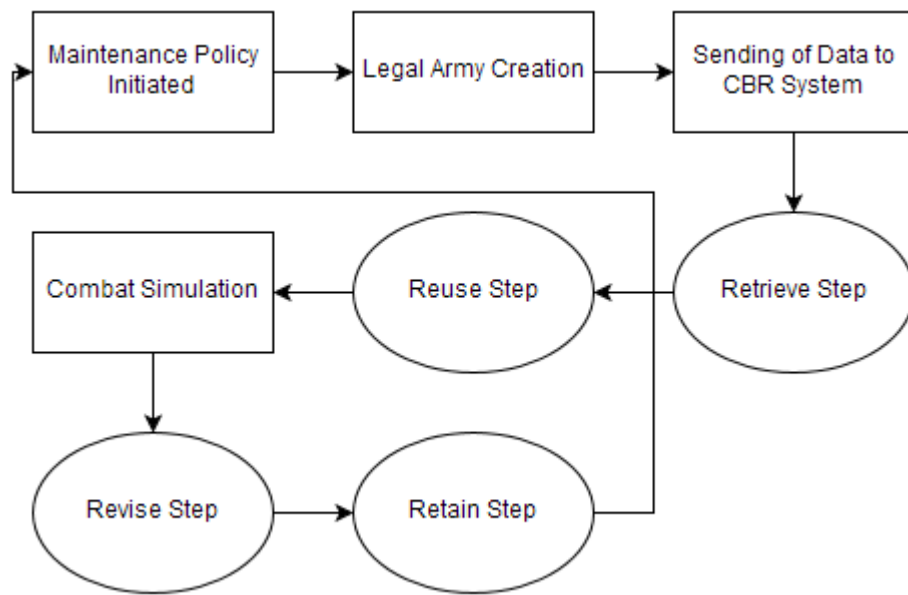 Maintenance Policy
Initiated
Legal Army Creation
Sending of Data to
CBR System
Combat Simulation
Reuse Step
Retrieve Step
Revise Step
Retain Step